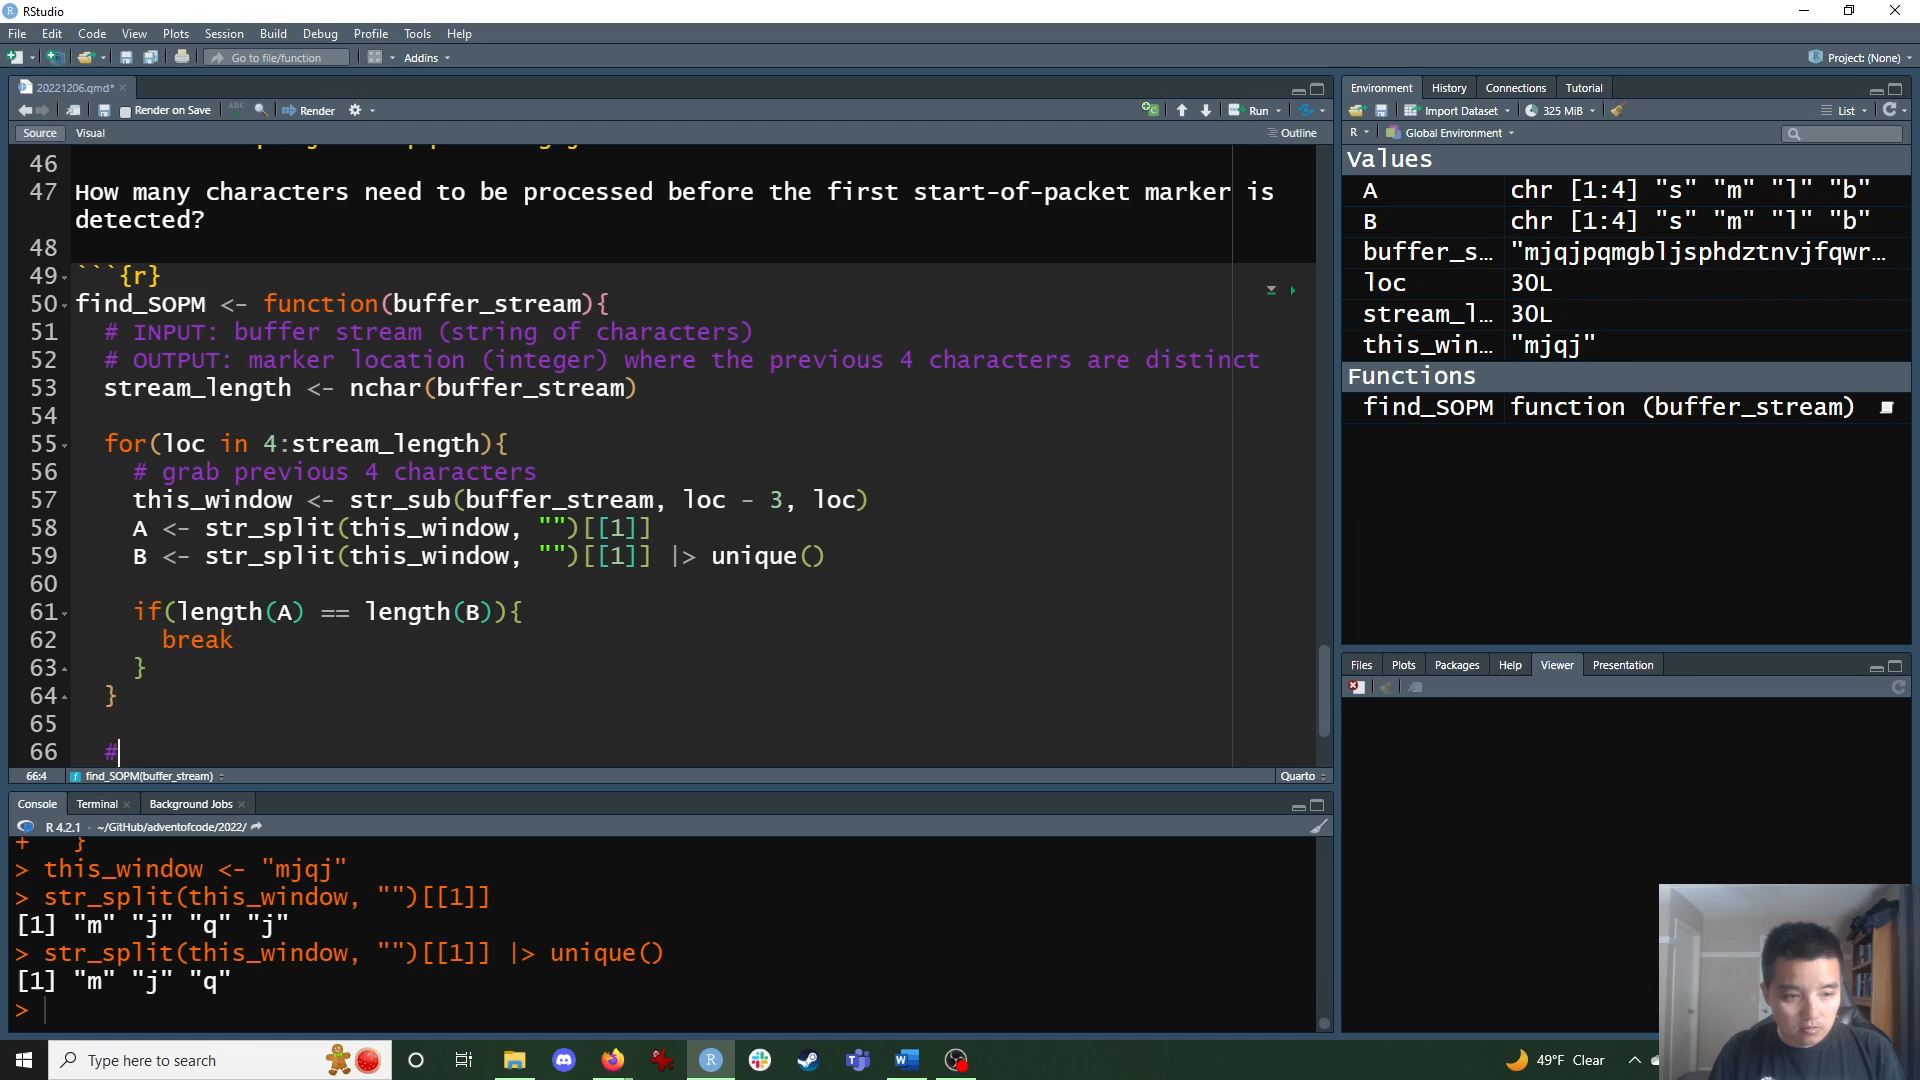 RStudio
File Edit Code View Plots Session Build Debug Profile Tools Help
Go to file/function Addins Project: (None)
20221206.qmd*
Render on Save ABC Render Run
Source Visual Outline
46
47 How many characters need to be processed before the first start-of-packet marker is
detected?
48
49 ```{r}
50 find_SOPM <- function(buffer_stream){
51 # INPUT: buffer stream (string of characters)
52 # OUTPUT: marker location (integer) where the previous 4 characters are distinct
53 stream_length <- nchar(buffer_stream)
54
55 for(loc in 4:stream_length){
56 # grab previous 4 characters
57 this_window <- str_sub(buffer_stream, loc - 3, loc)
58 A <- str_split(this_window, "")[[1]]
59 B <- str_split(this_window, "")[[1]] |> unique()
60
61 if(length(A) == length(B)){
62 break
63 }
64 }
65
66 #
66:4 find_SOPM(buffer_stream) Quarto
Console Terminal Background Jobs
R 4.2.1 · ~/GitHub/adventofcode/2022/
+ }
> this_window <- "mjqj"
> str_split(this_window, "")[[1]]
[1] "m" "j" "q" "j"
> str_split(this_window, "")[[1]] |> unique()
[1] "m" "j" "q"
>
Environment History Connections Tutorial
Import Dataset 325 MiB List
R Global Environment
Values
A chr [1:4] "s" "m" "l" "b"
B chr [1:4] "s" "m" "l" "b"
buffer_s… "mjqjpqmgbljsphdztnvjfqwr…
loc 30L
stream_l… 30L
this_win… "mjqj"
Functions
find_SOPM function (buffer_stream)
Files Plots Packages Help Viewer Presentation
Type here to search
49°F Clear